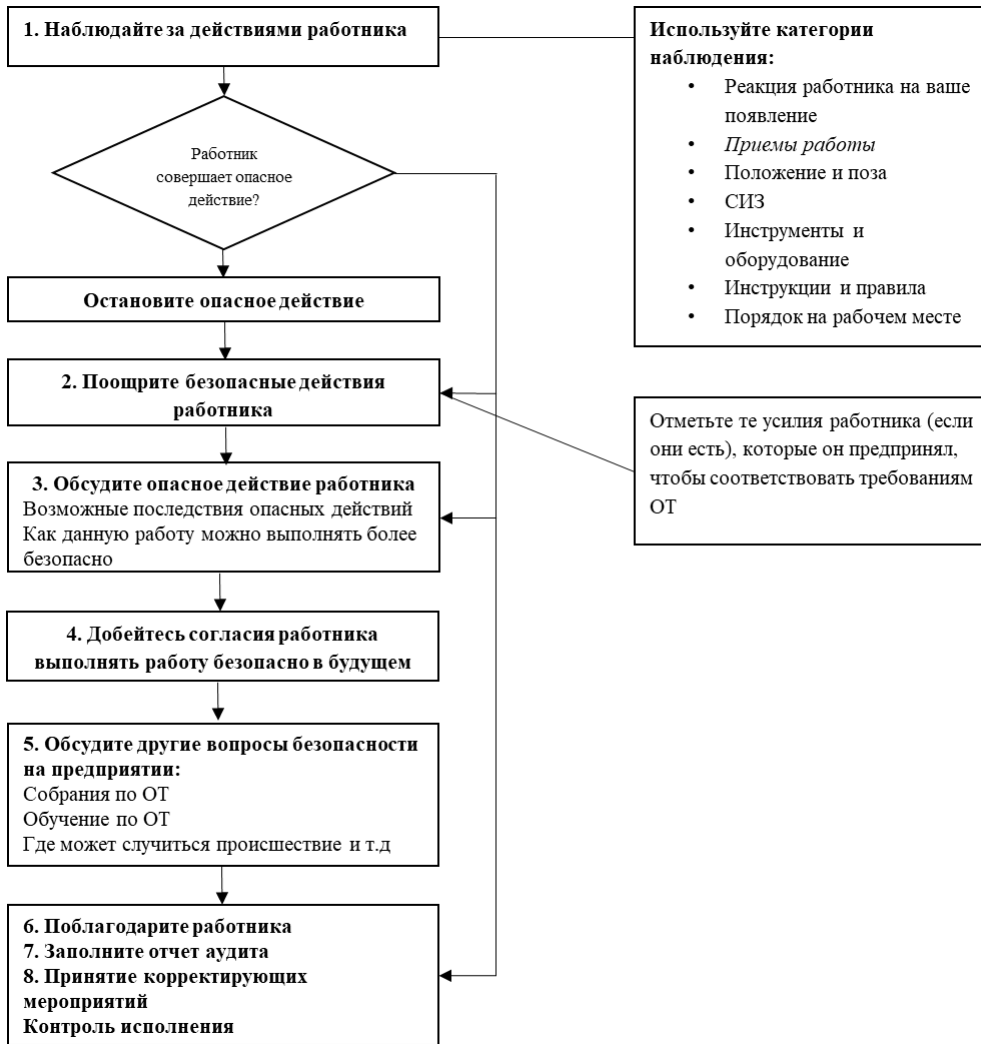 1. Наблюдайте за действиями работника
Используйте категории
наблюдения:
• Реакция работника на ваше
появление
• Приемы работы
• Положение и поза
• СИЗ
• Инструменты и
оборудование
• Инструкции и правила
• Порядок на рабочем месте
Работник
совершает опасное
действие?
Остановите опасное действие
2. Поощрите безопасные действия
работника
Отметьте те усилия работника (если
они есть), которые он предпринял,
чтобы соответствовать требованиям
ОТ
3. Обсудите опасное действие работника
Возможные последствия опасных действий
Как данную работу можно выполнять более
безопасно
4. Добейтесь согласия работника
выполнять работу безопасно в будущем
5. Обсудите другие вопросы безопасности
на предприятии:
Собрания по ОТ
Обучение по ОТ
Где может случиться происшествие и т.д
6. Поблагодарите работника
7. Заполните отчет аудита
8. Принятие корректирующих
мероприятий
Контроль исполнения